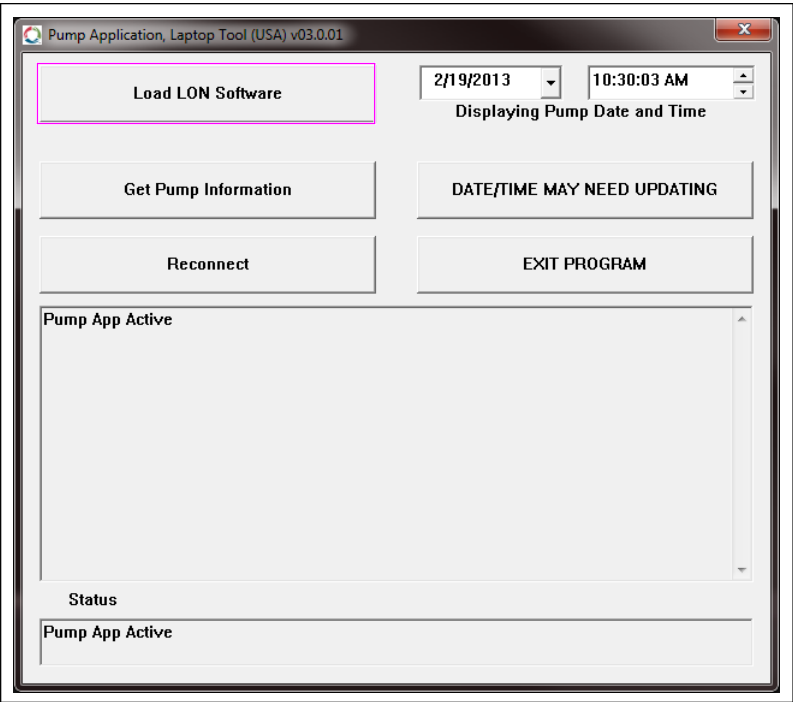 Pump Application, Laptop Tool (USA) v03.0.01
Load LON Software
2/19/2013
10:30:03 AM
Displaying Pump Date and Time
Get Pump Information
DATE/TIME MAY NEED UPDATING
Reconnect
EXIT PROGRAM
Pump App Active
Status
Pump App Active